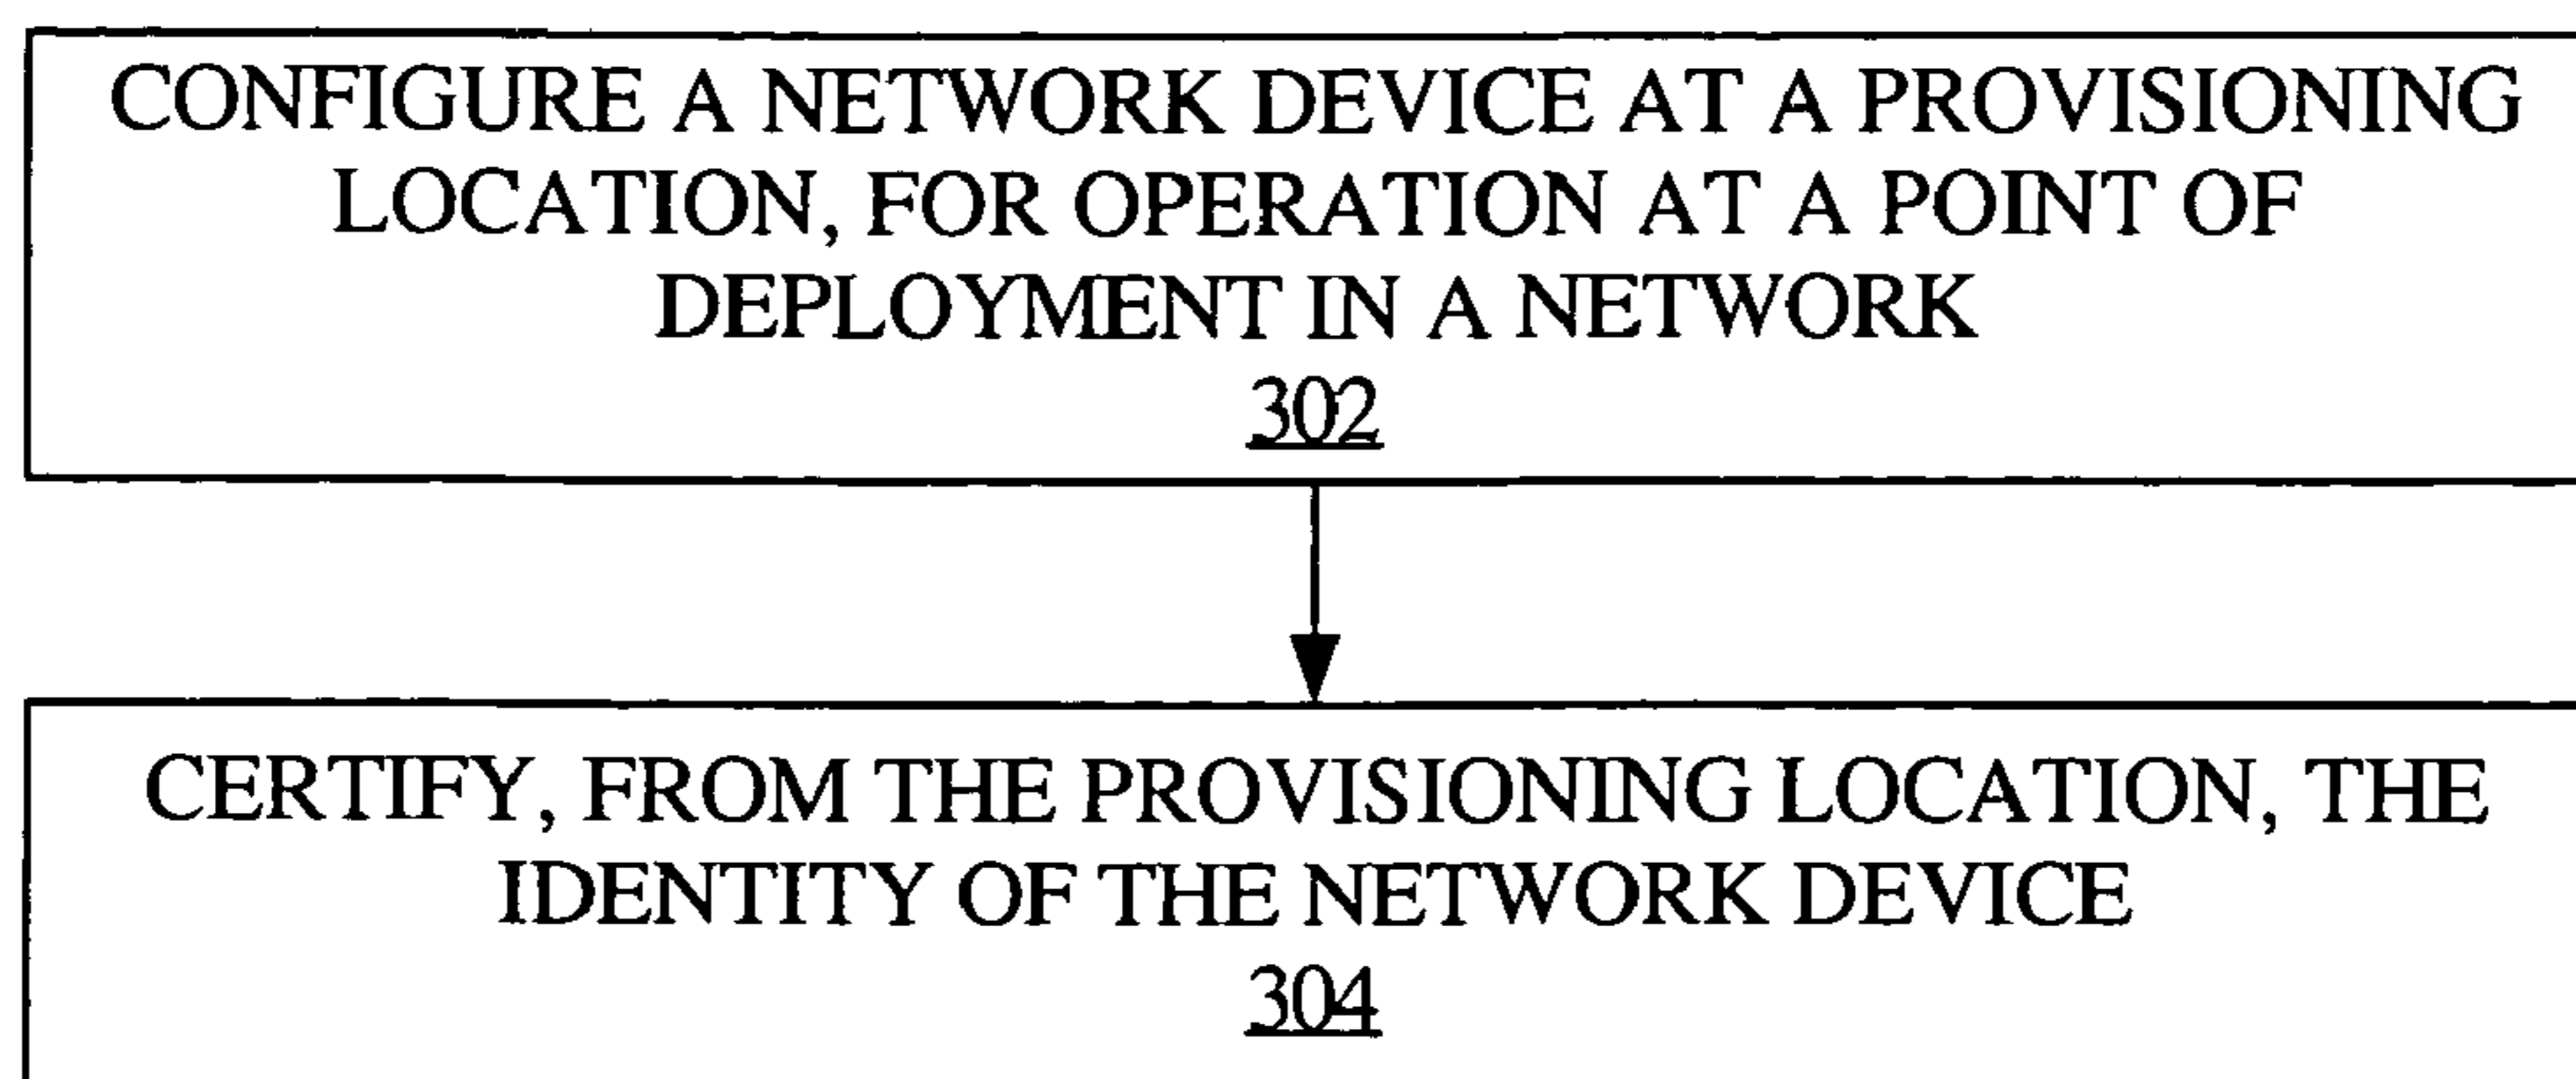 CONFIGURE A NETWORK DEVICE AT A PROVISIONING
LOCATION, FOR OPERATION AT A POINT OF
DEPLOYMENT IN A NETWORK
302
CERTIFY, FROM THE PROVISIONING LOCATION, THE
IDENTITY OF THE NETWORK DEVICE
304